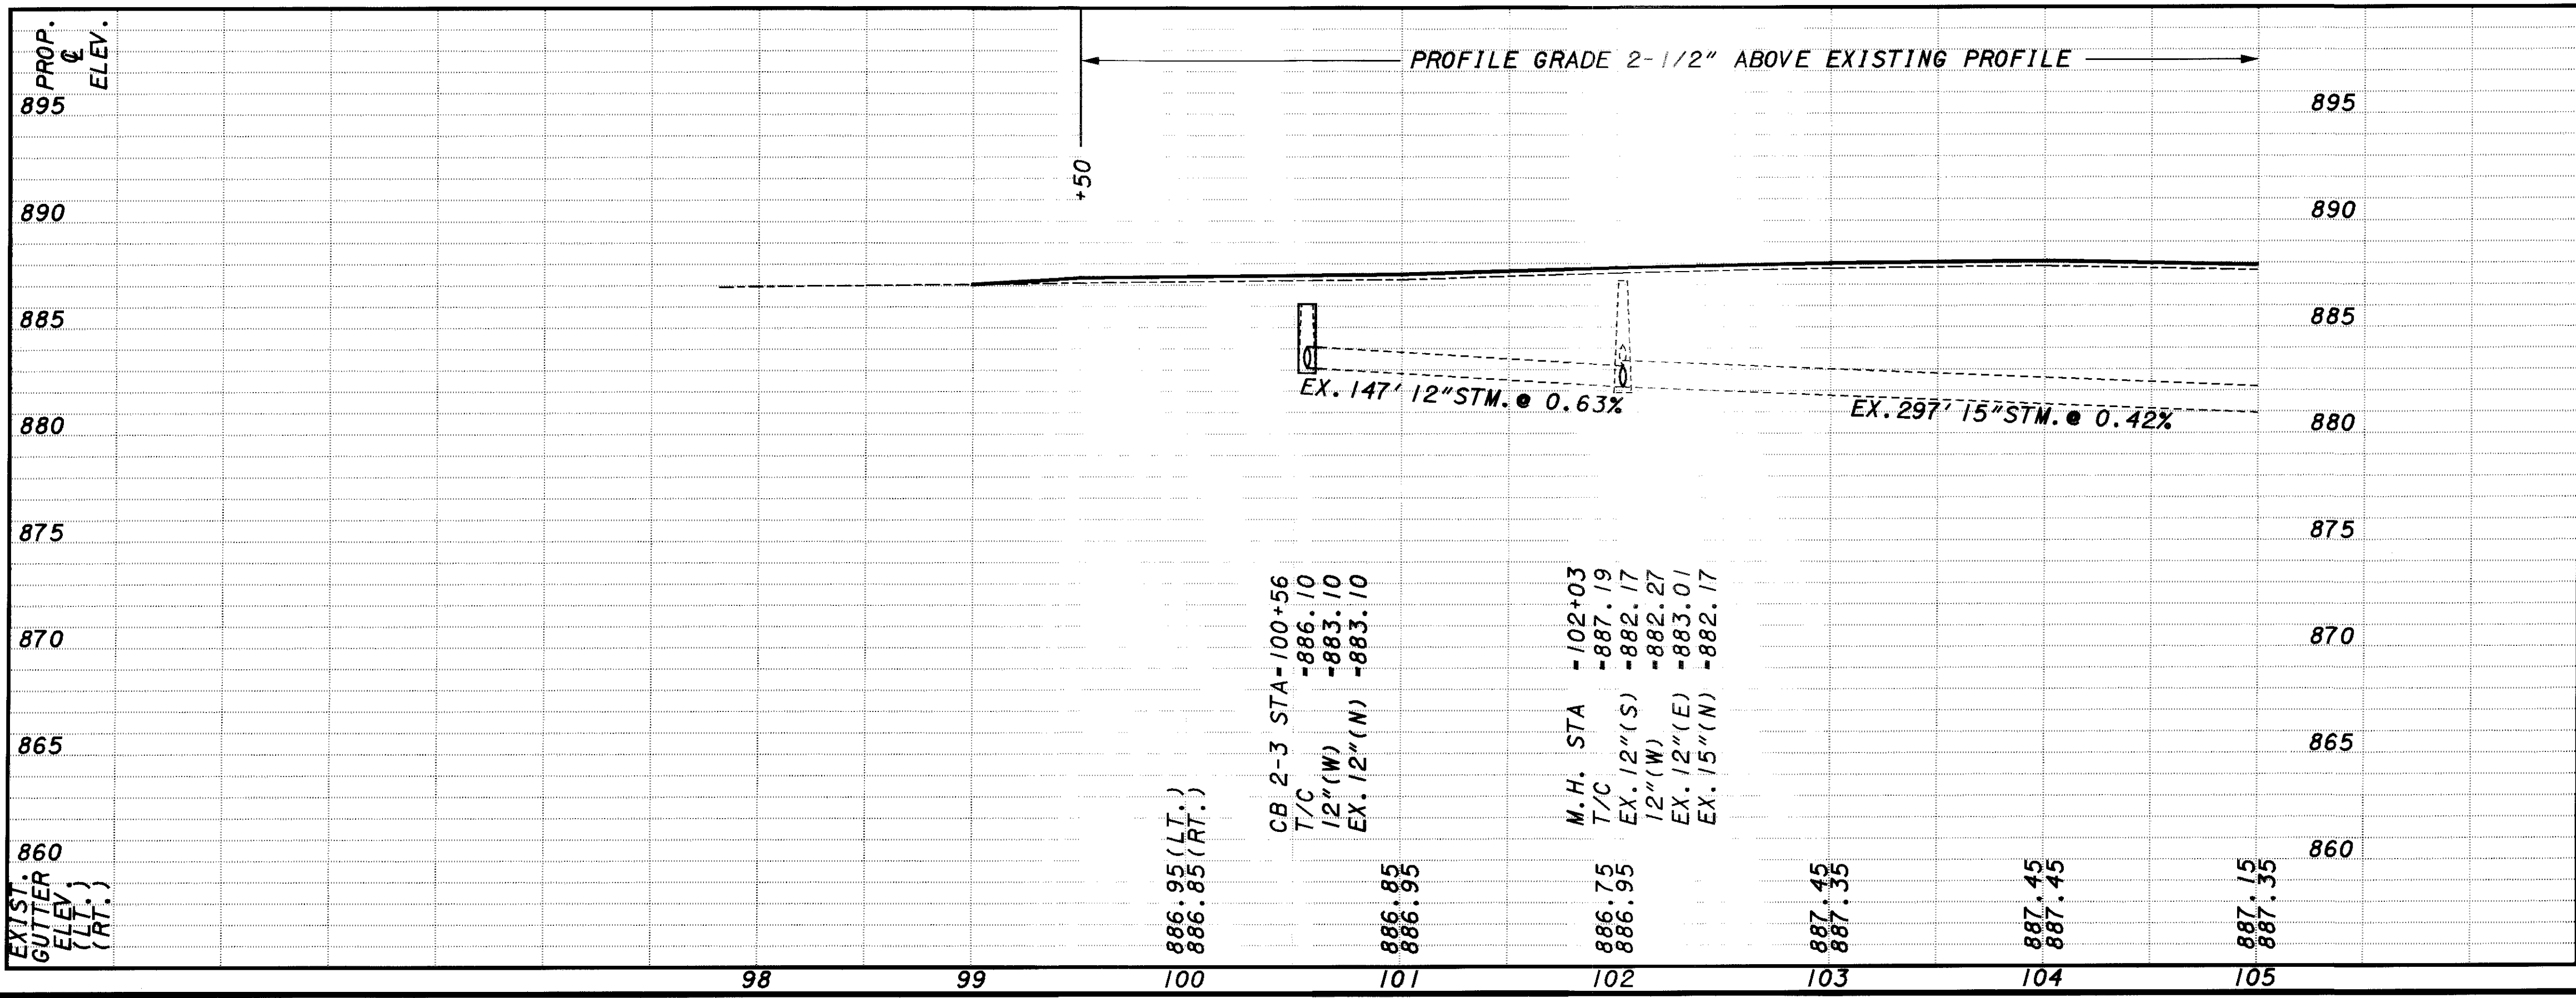 PROP.
℄
ELEV.
PROFILE GRADE 2-1/2" ABOVE EXISTING PROFILE
+50
895
895
890
890
885
885
EX. 147' 12" STM. @ 0.63%
EX. 297' 15" STM. @ 0.42%
880
880
875
875
870
870
865
865
860
860
CB 2-3 STA-100+56
T/C -886.10
12"(W) -883.10
EX. 12"(N) -883.10
M.H. STA -102+03
T/C -887.19
EX. 12"(S) -882.17
12"(W) -882.27
EX. 12"(E) -883.01
EX. 15"(N) -882.17
EXIST.
GUTTER
ELEV.
(LT.)
(RT.)
886.95(LT.)
886.85(RT.)
886.85
886.95
886.75
886.95
887.45
887.35
887.45
887.45
887.15
887.35
98 99 100 101 102 103 104 105